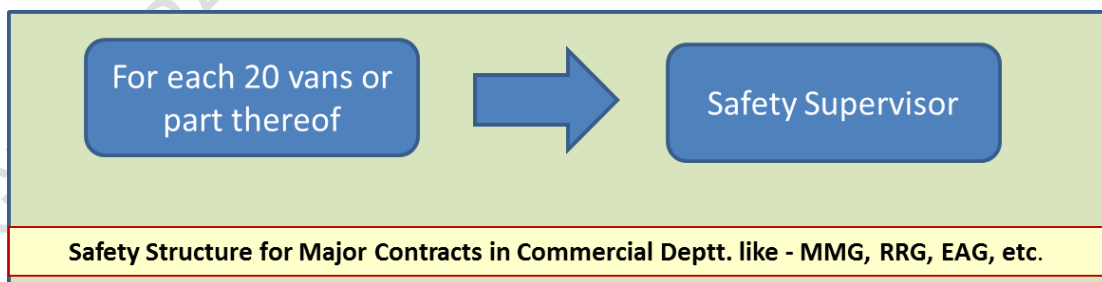 For each 20 vans or
part thereof
Safety Supervisor
Safety Structure for Major Contracts in Commercial Deptt. like - MMG, RRG, EAG, etc.